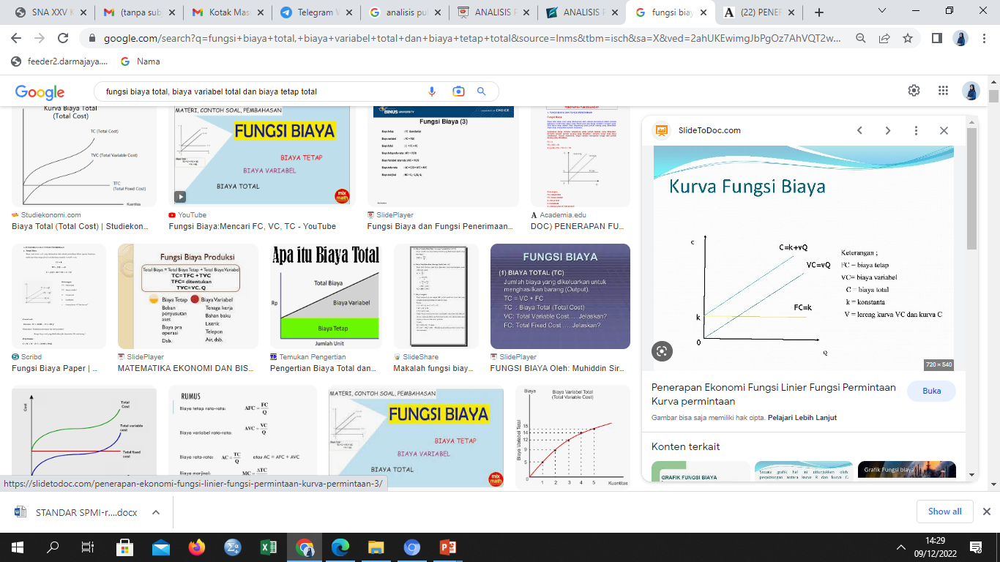 SNA XXV K
(tanpa sub
Kotak Mas
Telegram V
analisis pu
ANALISIS P
ANALISIS P
fungsi biay
(22) PENER
google.com/search?q=fungsi+biaya+total,+biaya+variabel+total+dan+biaya+tetap+total&source=lnms&tbm=isch&sa=X&ved=2ahUKEwimgJbPgOz7AhVQT2w...
feeder2.darmajaya....
Nama
Google
fungsi biaya total, biaya variabel total dan biaya tetap total
Kurva Biaya Total
(Total Cost)
TC (Total Cost)
TVC (Total Variable Cost)
TFC
(Total Fixed Cost)
Kuantitas
Studiekonomi.com
Biaya Total (Total Cost) | Studiekon...
MATERI, CONTOH SOAL, PEMBAHASAN
FUNGSI BIAYA
BIAYA TETAP
BIAYA VARIABEL
BIAYA TOTAL
mix
math
YouTube
Fungsi Biaya:Mencari FC, VC, TC - YouTube
BINUS UNIVERSITY
Fungsi Biaya (3)
SlidePlayer
Fungsi Biaya dan Fungsi Penerimaan...
Academia.edu
DOC) PENERAPAN FU...
Scribd
Fungsi Biaya Paper | ...
Fungsi Biaya Produksi
Total Biaya = Total Biaya Tetap + Total Biaya Variabel
TC=TFC +TVC
TFC= ditentukan
TVC=VC. Q
Biaya Tetap
Beban
penyusutan
aset
Biaya pra
operasi
Dsb.
Biaya Variabel
Tenaga kerja
Bahan baku
Listrik
Telepon
Air, dsb.
SlidePlayer
MATEMATIKA EKONOMI DAN BIS...
Apa itu Biaya Total
Total Biaya
Rp
Biaya Variabel
Biaya Tetap
Jumlah Unit
Temukan Pengertian
Pengertian Biaya Total dan...
SlideShare
Makalah fungsi biay...
FUNGSI BIAYA
(1) BIAYA TOTAL (TC)
Jumlah biaya yang dikeluarkan untuk
menghasilkan barang (Output).
TC = VC + FC
TC : Biaya Total (Total Cost)
VC: Total Variable Cost.....Jelaskan?
FC: Total Fixed Cost .....Jelaskan?
SlidePlayer
FUNGSI BIAYA Oleh: Muhiddin Sir...
Cost
Total
Cost
Total variable
cost
Total fixed
cost
RUMUS
Biaya tetap rata-rata: AFC = FC/Q
Biaya variabel rata-rata: AVC = VC/Q
Biaya rata-rata: AC = TC/Q atau AC = AFC + AVC
Biaya marjinal: MC = ΔTC
MATERI, CONTOH SOAL, PEMBAHASAN
FUNGSI BIAYA
BIAYA TETAP
BIAYA VARIABEL
BIAYA TOTAL
mix
math
Biaya
Biaya Variabel Total
(Total Variable Cost)
Biaya Variabel Total
15
14
12
9
5
0
1 2 3 4 5
Kuantitas
SlideToDoc.com
Kurva Fungsi Biaya
C
C=k+vQ
VC=vQ
FC=k
k
0
Q
Keterangan ;
FC = biaya tetap
VC= biaya variabel
C = biaya total
k = konstanta
V = lereng kurva VC dan kurva C
720 × 540
Penerapan Ekonomi Fungsi Linier Fungsi Permintaan
Kurva permintaan
Buka
Gambar bisa saja memiliki hak cipta. Pelajari Lebih Lanjut
Konten terkait
GRAFIK FUNGSI BIAYA
Secara grafik hal ini ditunjukkan oleh
perpotongan antara kurva R dan kurva C.
Grafik Fungsi biaya
https://slidetodoc.com/penerapan-ekonomi-fungsi-linier-fungsi-permintaan-kurva-permintaan-3/
STANDAR SPMI-r....docx
Show all
14:29
09/12/2022